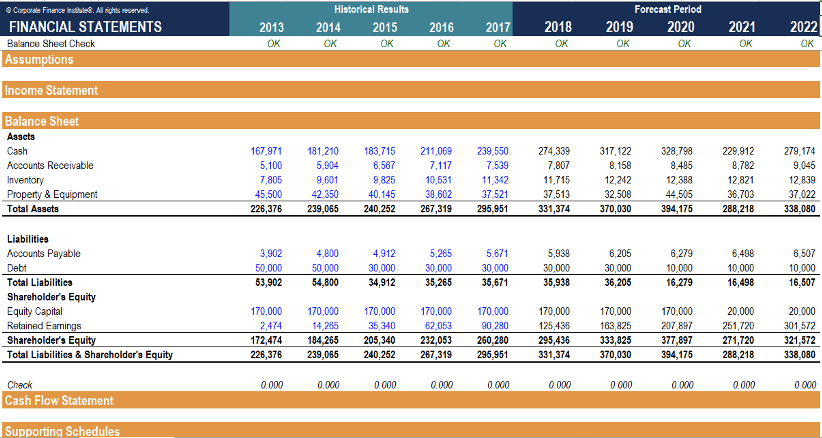 © Corporate Finance Institute®. All rights reserved. Historical Results Forecast Period
FINANCIAL STATEMENTS 2013 2014 2015 2016 2017 2018 2019 2020 2021 2022
Balance Sheet Check OK OK OK OK OK OK OK OK OK OK
Assumptions
Income Statement
Balance Sheet
Assets
Cash 167,971 181,210 183,715 211,069 239,550 274,339 317,122 328,798 229,912 279,174
Accounts Receivable 5,100 5,904 6,567 7,117 7,539 7,807 8,158 8,485 8,782 9,045
Inventory 7,805 9,601 9,825 10,531 11,342 11,715 12,242 12,388 12,821 12,839
Property & Equipment 45,500 42,350 40,145 38,602 37,521 37,513 32,508 44,505 36,703 37,022
Total Assets 226,376 239,065 240,252 267,319 295,951 331,374 370,030 394,175 288,218 338,080
Liabilities
Accounts Payable 3,902 4,800 4,912 5,265 5,671 5,938 6,205 6,279 6,498 6,507
Debt 50,000 50,000 30,000 30,000 30,000 30,000 30,000 10,000 10,000 10,000
Total Liabilities 53,902 54,800 34,912 35,265 35,671 35,938 36,205 16,279 16,498 16,507
Shareholder's Equity
Equity Capital 170,000 170,000 170,000 170,000 170,000 170,000 170,000 170,000 20,000 20,000
Retained Earnings 2,474 14,265 35,340 62,053 90,280 125,436 163,825 207,897 251,720 301,572
Shareholder's Equity 172,474 184,265 205,340 232,053 260,280 295,436 333,825 377,897 271,720 321,572
Total Liabilities & Shareholder's Equity 226,376 239,065 240,252 267,319 295,951 331,374 370,030 394,175 288,218 338,080
Check 0.000 0.000 0.000 0.000 0.000 0.000 0.000 0.000 0.000 0.000
Cash Flow Statement
Supporting Schedules